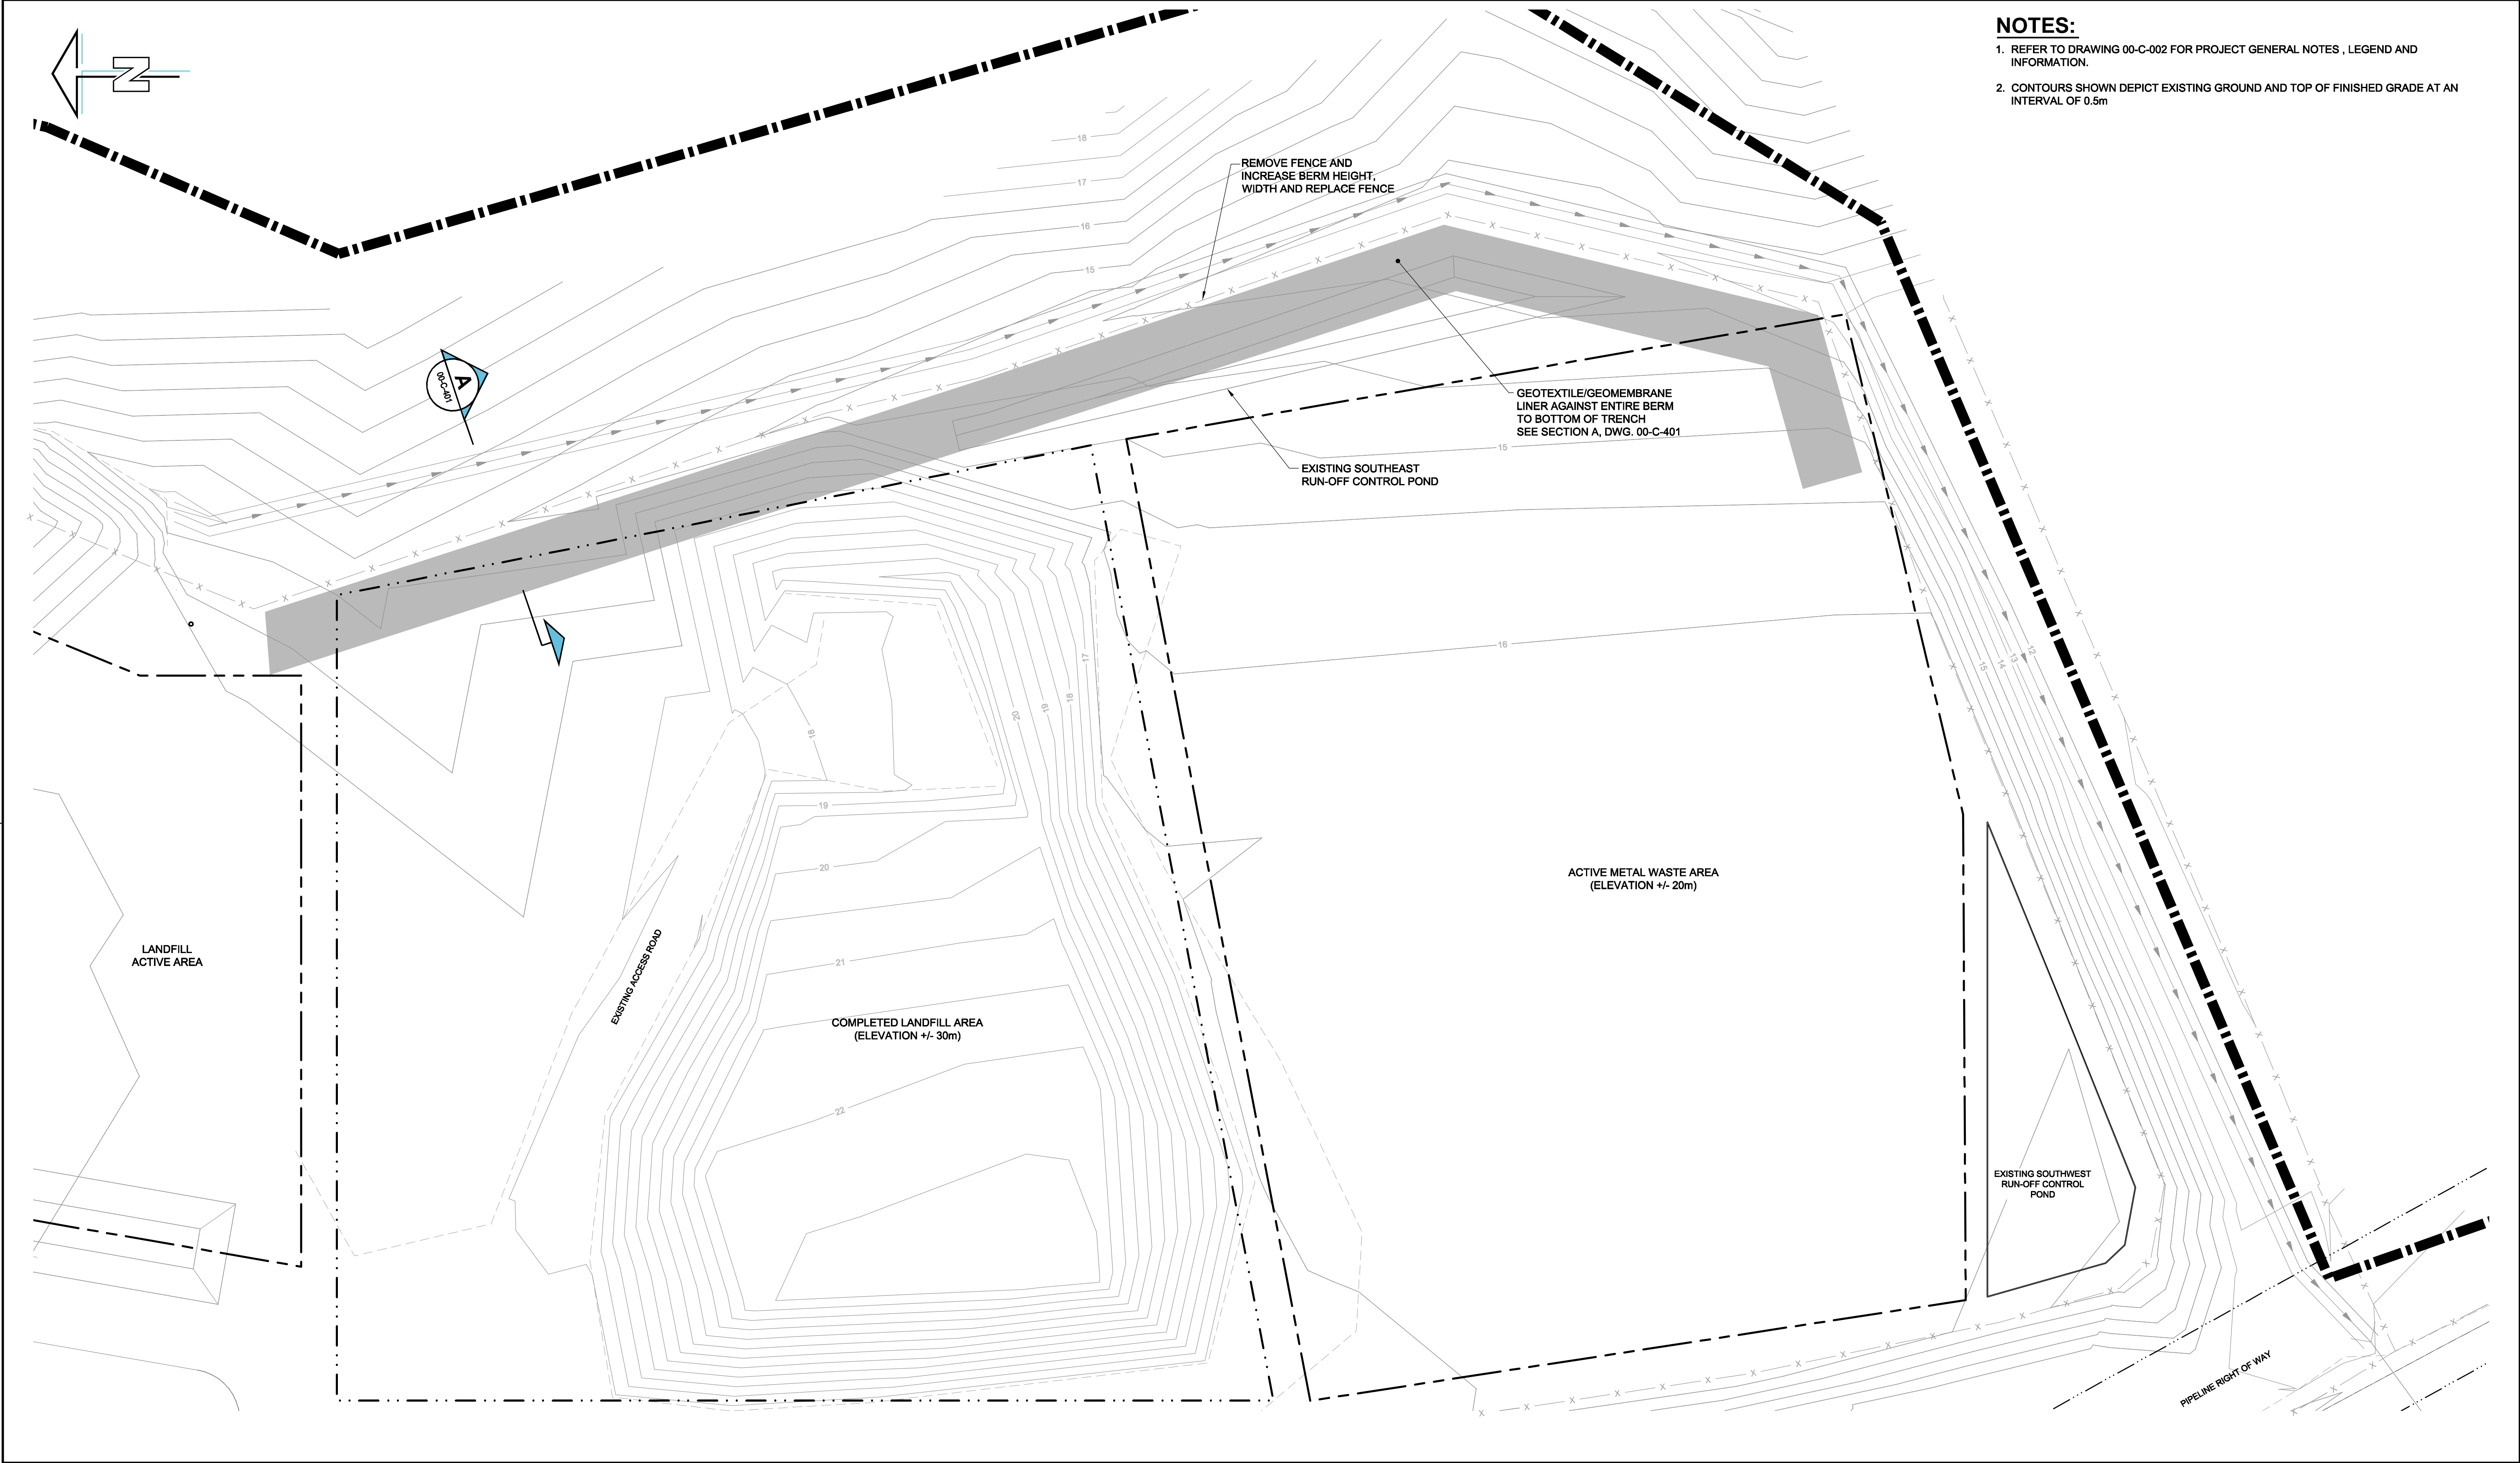 N
NOTES:
1. REFER TO DRAWING 00-C-002 FOR PROJECT GENERAL NOTES , LEGEND AND
INFORMATION.
2. CONTOURS SHOWN DEPICT EXISTING GROUND AND TOP OF FINISHED GRADE AT AN
INTERVAL OF 0.5m
18
17
16
15
REMOVE FENCE AND
INCREASE BERM HEIGHT,
WIDTH AND REPLACE FENCE
A
00-C-401
GEOTEXTILE/GEOMEMBRANE
LINER AGAINST ENTIRE BERM
TO BOTTOM OF TRENCH
SEE SECTION A, DWG. 00-C-401
EXISTING SOUTHEAST
RUN-OFF CONTROL POND
15
16
15
14
13
12
17
18
19
20
18
19
20
21
22
ACTIVE METAL WASTE AREA
(ELEVATION +/- 20m)
LANDFILL
ACTIVE AREA
EXISTING ACCESS ROAD
COMPLETED LANDFILL AREA
(ELEVATION +/- 30m)
EXISTING SOUTHWEST
RUN-OFF CONTROL
POND
PIPELINE RIGHT OF WAY